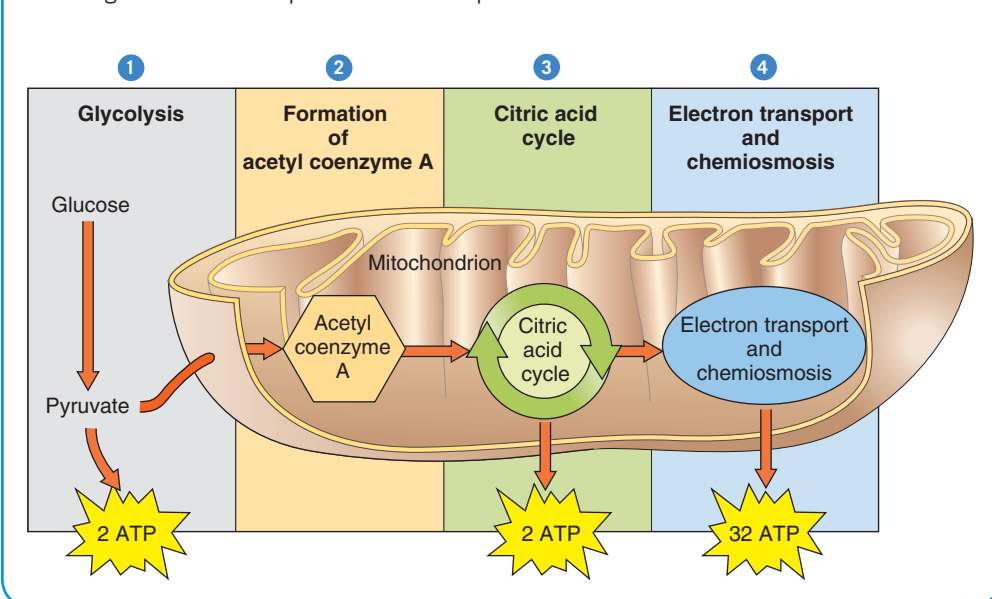 1
2
3
4
Glycolysis
Formation
of
acetyl coenzyme A
Citric acid
cycle
Electron transport
and
chemiosmosis
Glucose
Mitochondrion
Acetyl
coenzyme
A
Citric
acid
cycle
Electron transport
and
chemiosmosis
Pyruvate
2 ATP
2 ATP
32 ATP